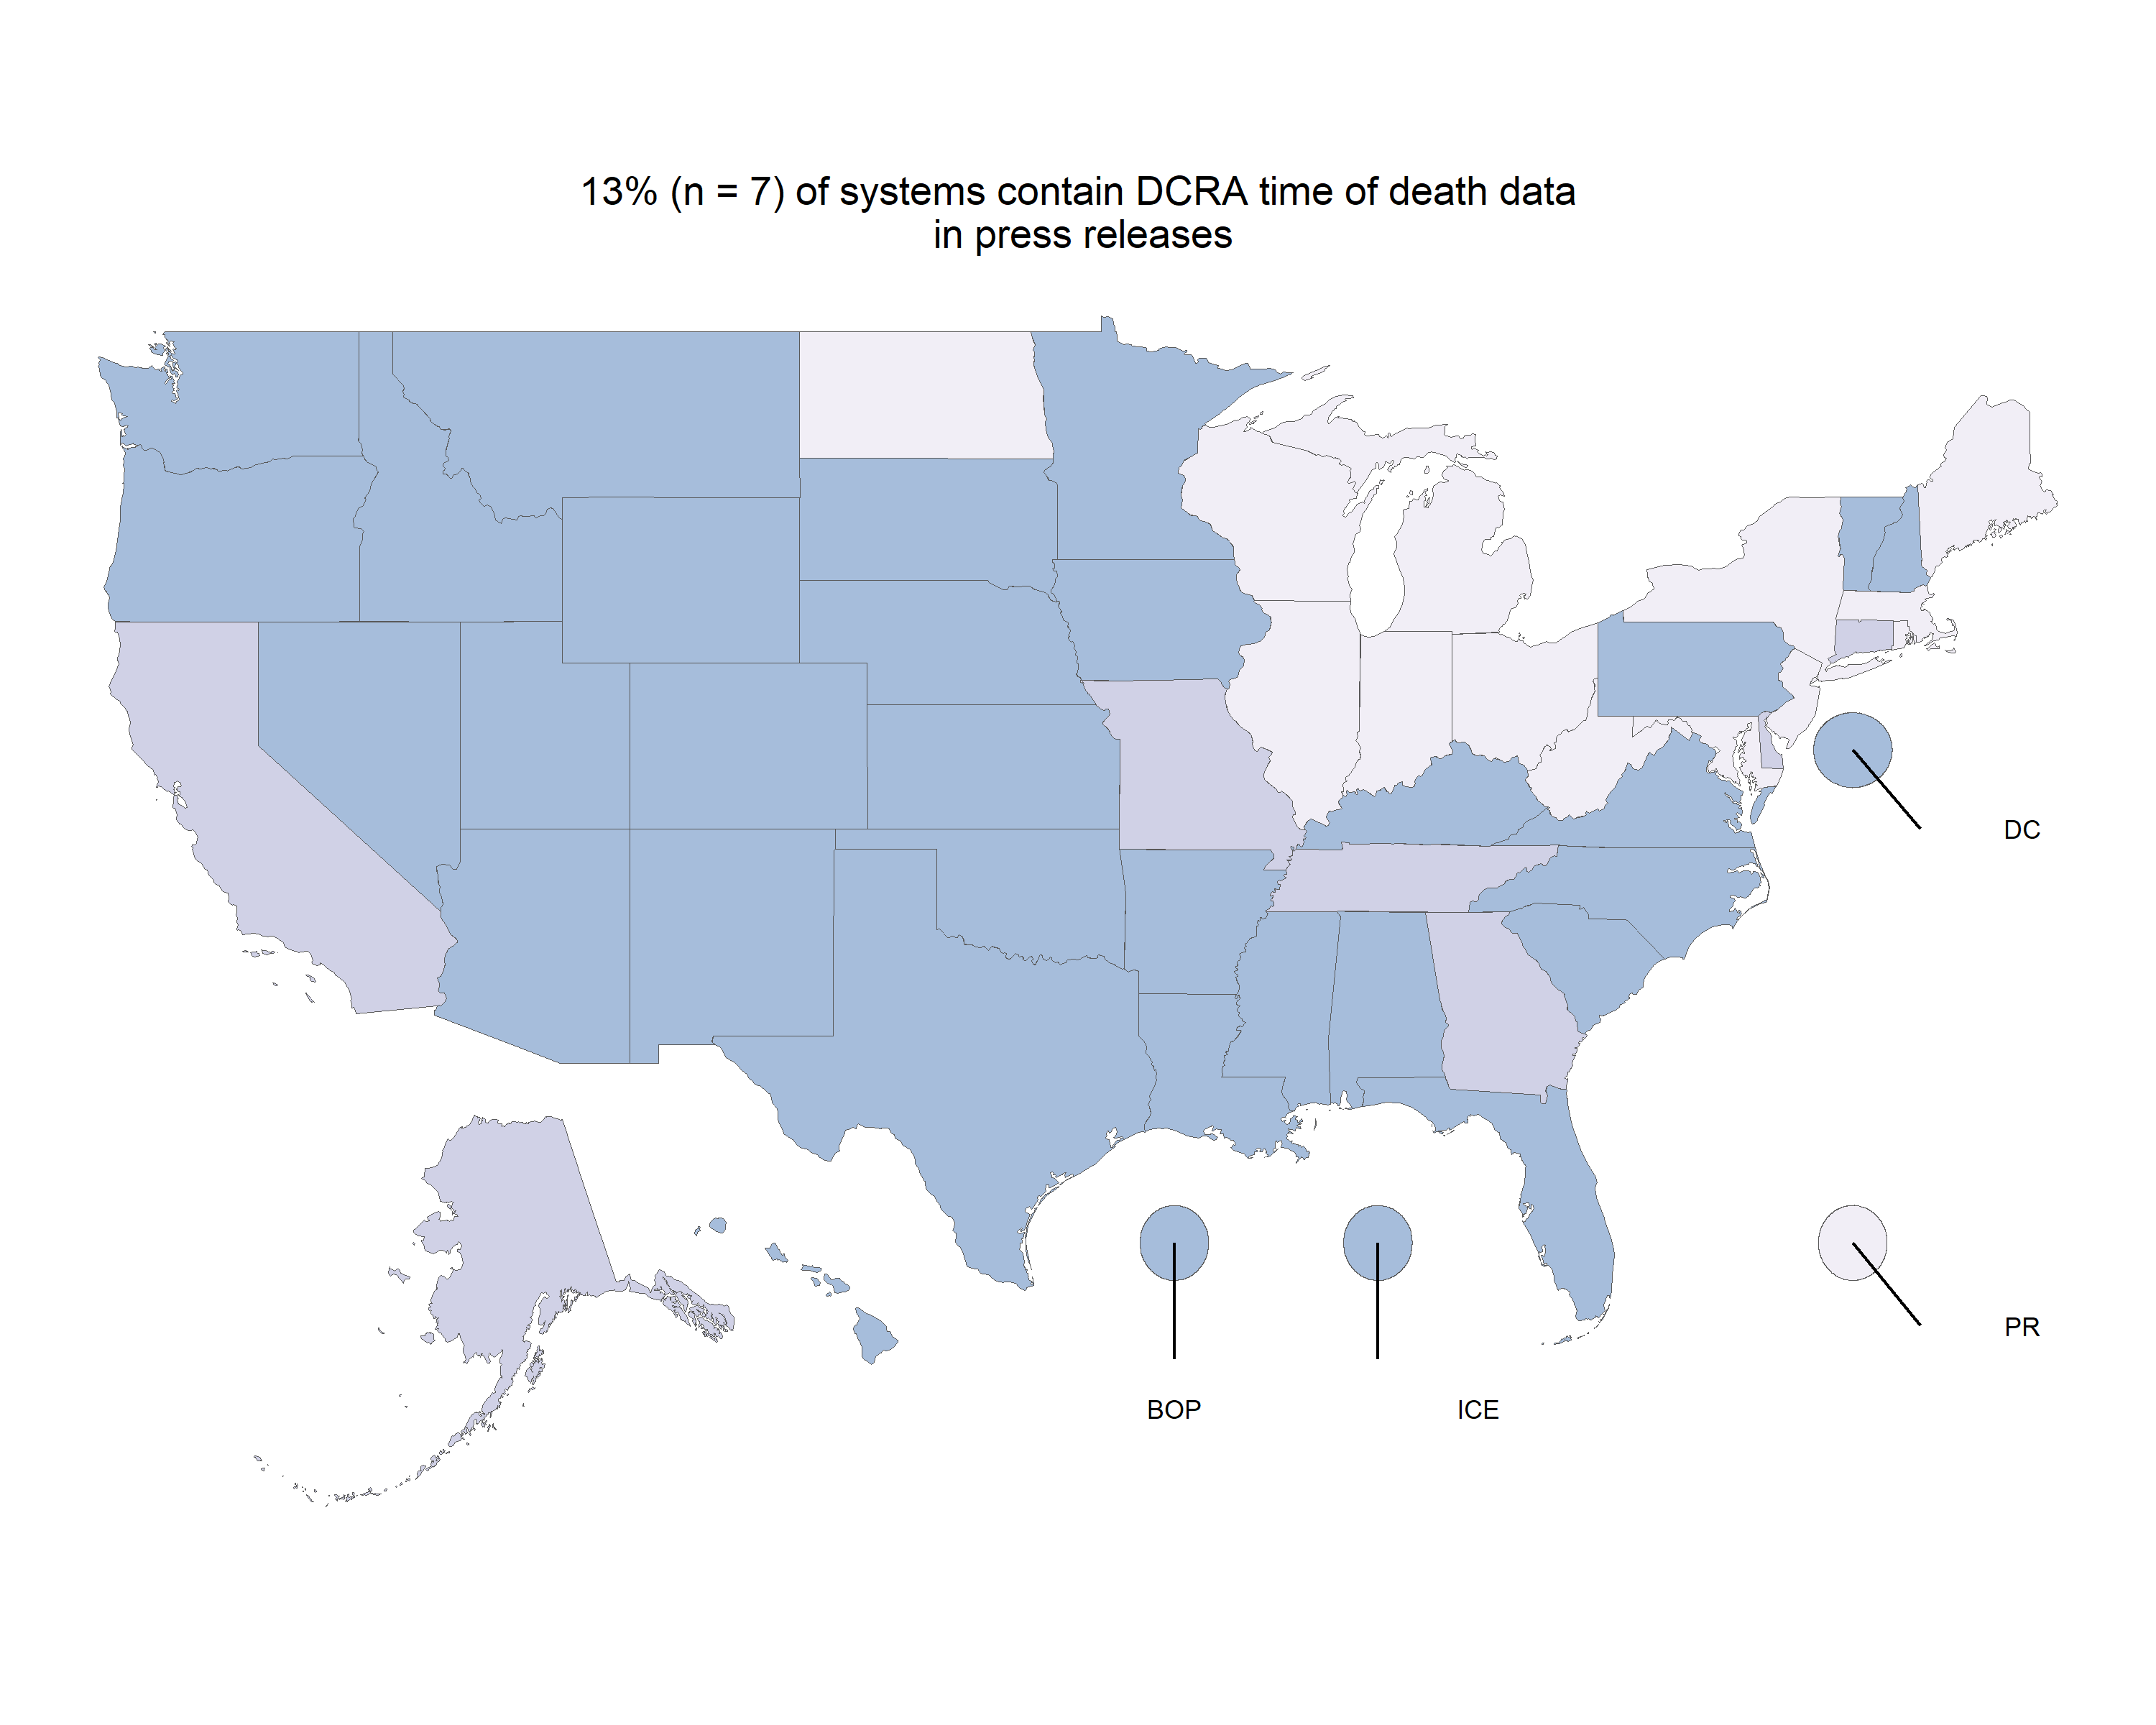 13% (n = 7) of systems contain DCRA time of death data
in press releases
DC
PR
BOP
ICE